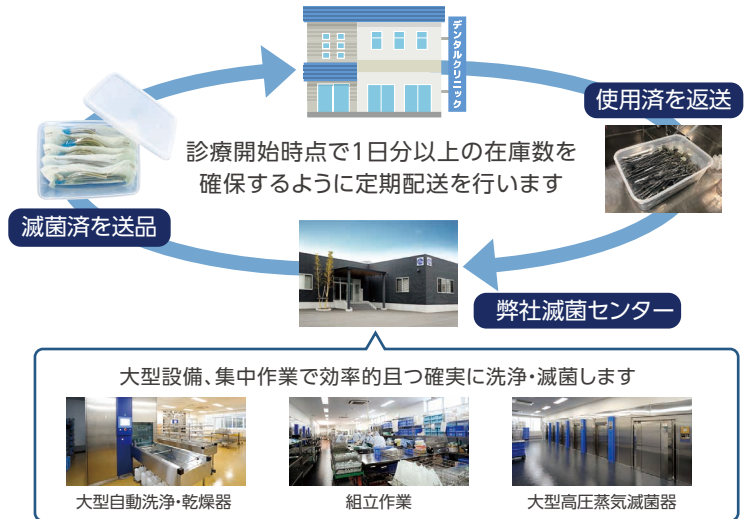 デンタルクリニック
使用済を返送
診療開始時点で1日分以上の在庫数を
確保するように定期配送を行います
滅菌済を送品
弊社滅菌センター
大型設備、集中作業で効率的且つ確実に洗浄・滅菌します
大型自動洗浄・乾燥器
組立作業
大型高圧蒸気滅菌器